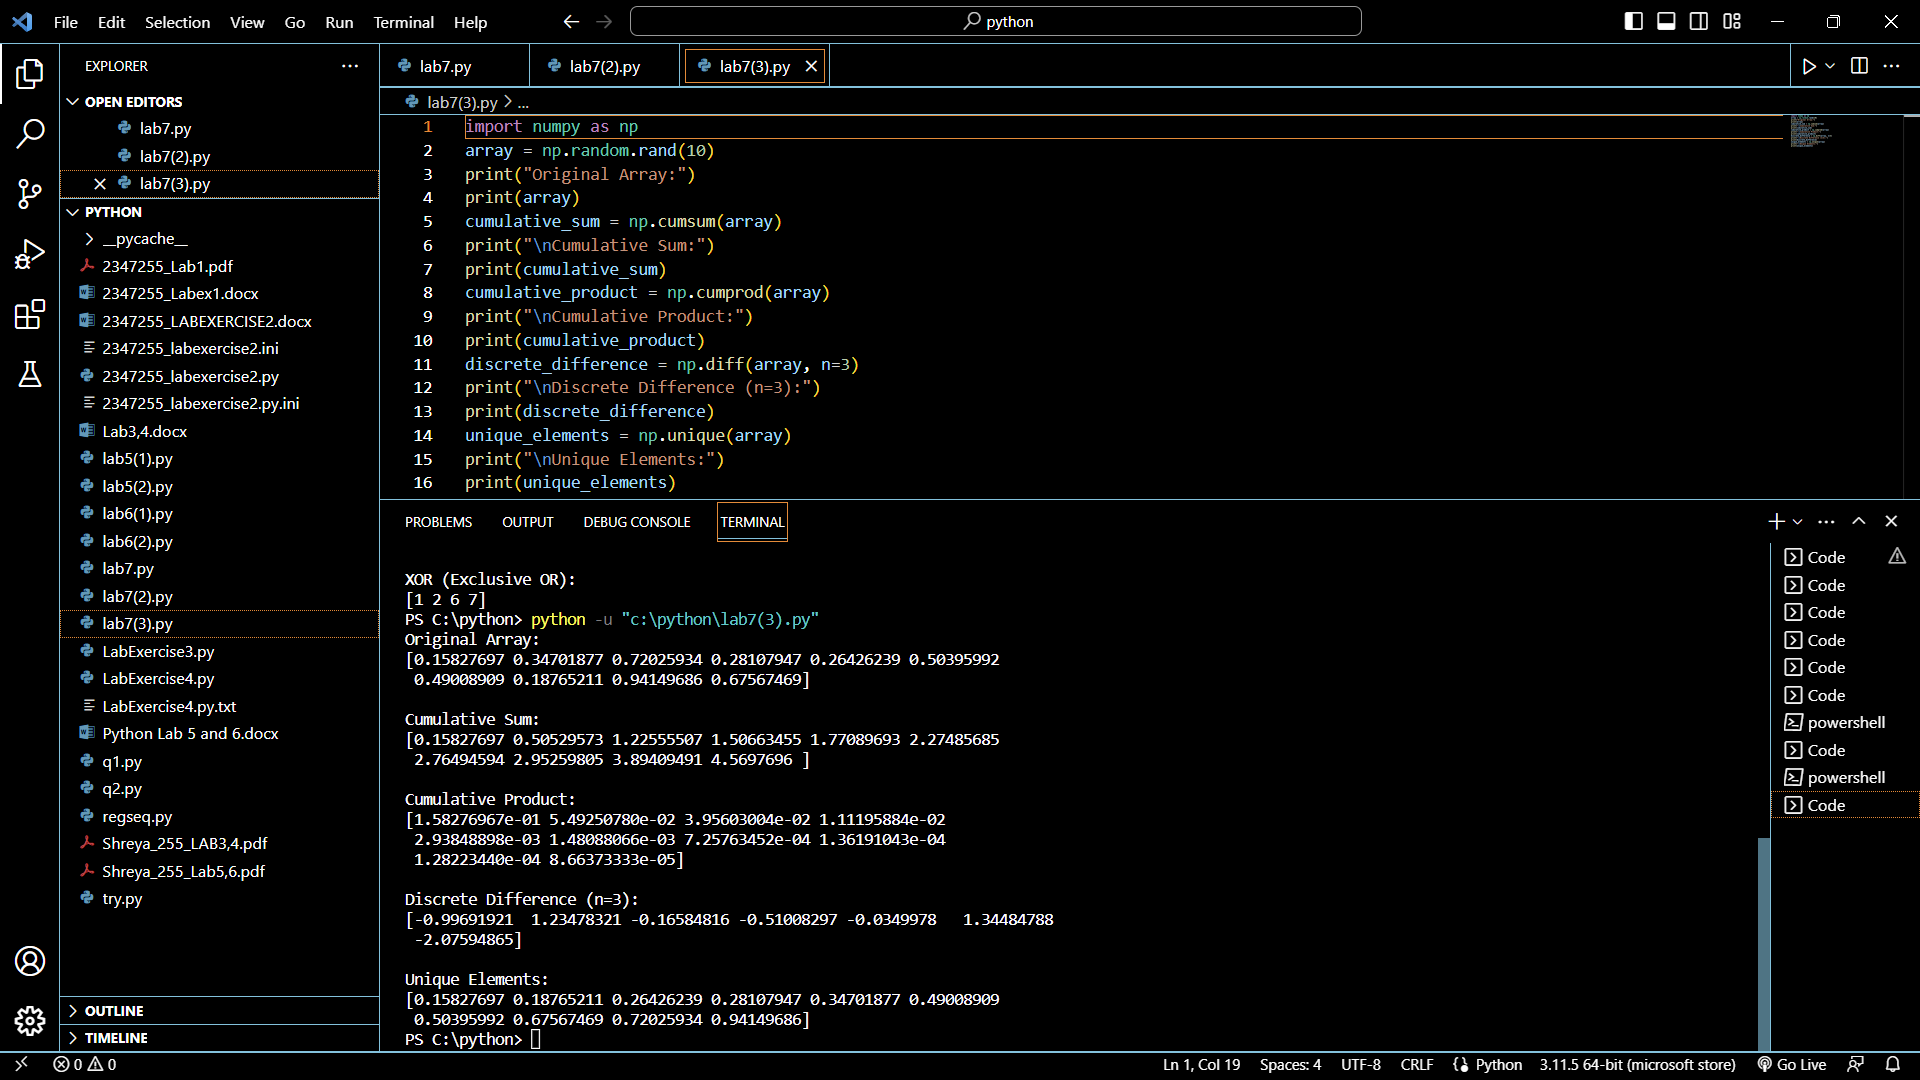 File Edit Selection View Go Run Terminal Help
python
EXPLORER
OPEN EDITORS
lab7.py
lab7(2).py
lab7(3).py
PYTHON
__pycache__
2347255_Lab1.pdf
2347255_Labex1.docx
2347255_LABEXERCISE2.docx
2347255_labexercise2.ini
2347255_labexercise2.py
2347255_labexercise2.py.ini
Lab3,4.docx
lab5(1).py
lab5(2).py
lab6(1).py
lab6(2).py
lab7.py
lab7(2).py
lab7(3).py
LabExercise3.py
LabExercise4.py
LabExercise4.py.txt
Python Lab 5 and 6.docx
q1.py
q2.py
regseq.py
Shreya_255_LAB3,4.pdf
Shreya_255_Lab5,6.pdf
try.py
OUTLINE
TIMELINE
lab7.py lab7(2).py lab7(3).py
lab7(3).py > ...
1 import numpy as np
2 array = np.random.rand(10)
3 print("Original Array:")
4 print(array)
5 cumulative_sum = np.cumsum(array)
6 print("\nCumulative Sum:")
7 print(cumulative_sum)
8 cumulative_product = np.cumprod(array)
9 print("\nCumulative Product:")
10 print(cumulative_product)
11 discrete_difference = np.diff(array, n=3)
12 print("\nDiscrete Difference (n=3):")
13 print(discrete_difference)
14 unique_elements = np.unique(array)
15 print("\nUnique Elements:")
16 print(unique_elements)
PROBLEMS OUTPUT DEBUG CONSOLE TERMINAL
XOR (Exclusive OR):
[1 2 6 7]
PS C:\python> python -u "c:\python\lab7(3).py"
Original Array:
[0.15827697 0.34701877 0.72025934 0.28107947 0.26426239 0.50395992
 0.49008909 0.18765211 0.94149686 0.67567469]
Cumulative Sum:
[0.15827697 0.50529573 1.22555507 1.50663455 1.77089693 2.27485685
 2.76494594 2.95259805 3.89409491 4.5697696 ]
Cumulative Product:
[1.58276967e-01 5.49250780e-02 3.95603004e-02 1.11195884e-02
 2.93848898e-03 1.48088066e-03 7.25763452e-04 1.36191043e-04
 1.28223440e-04 8.66373333e-05]
Discrete Difference (n=3):
[-0.99691921  1.23478321 -0.16584816 -0.51008297 -0.0349978   1.34484788
 -2.07594865]
Unique Elements:
[0.15827697 0.18765211 0.26426239 0.28107947 0.34701877 0.49008909
 0.50395992 0.67567469 0.72025934 0.94149686]
PS C:\python>
Code
Code
Code
Code
Code
Code
powershell
Code
powershell
Code
0 0
Ln 1, Col 19 Spaces: 4 UTF-8 CRLF Python 3.11.5 64-bit (microsoft store) Go Live